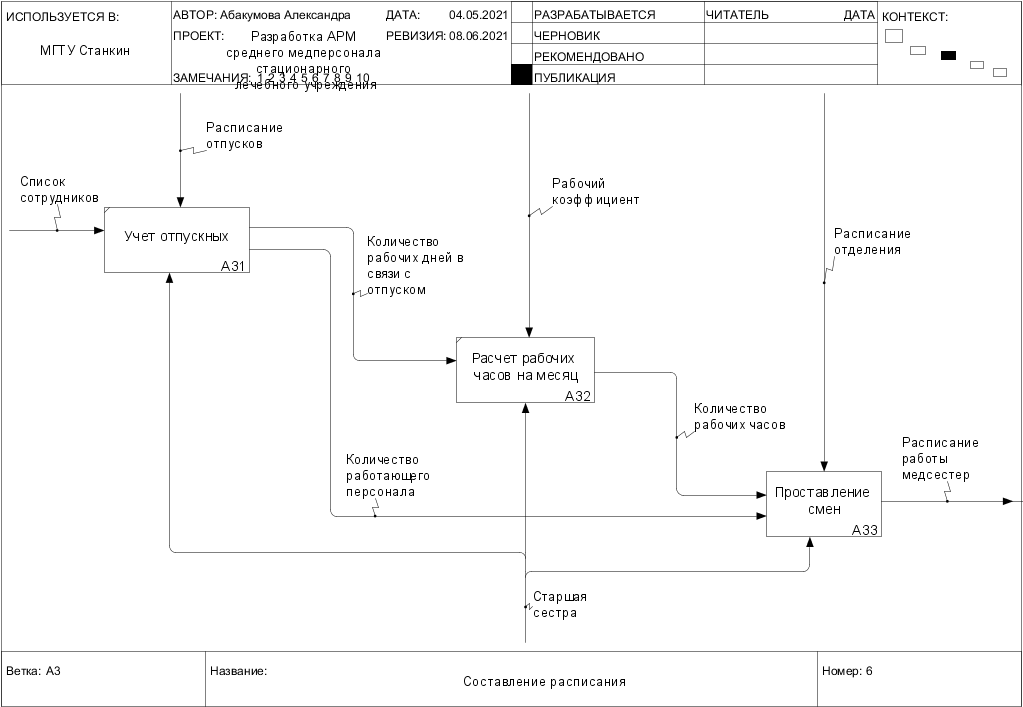 ИСПОЛЬЗУЕТСЯ В:
МГТУ Станкин
АВТОР: Абакумова Александра
ДАТА: 04.05.2021
ПРОЕКТ: Разработка АРМ
среднего медперсонала
стационарного
лечебного учреждения
РЕВИЗИЯ: 08.06.2021
ЗАМЕЧАНИЯ: 1 2 3 4 5 6 7 8 9 10
РАЗРАБАТЫВАЕТСЯ
ЧЕРНОВИК
РЕКОМЕНДОВАНО
ПУБЛИКАЦИЯ
ЧИТАТЕЛЬ ДАТА
КОНТЕКСТ:
Расписание
отпусков
Список
сотрудников
Учет отпускных
A31
Рабочий
коэффициент
Количество
рабочих дней в
связи с
отпуском
Расписание
отделения
Расчет рабочих
часов на месяц
A32
Количество
рабочих часов
Количество
работающего
персонала
Расписание
работы
медсестер
Проставление
смен
A33
Старшая
сестра
Ветка: A3
Название:
Составление расписания
Номер: 6